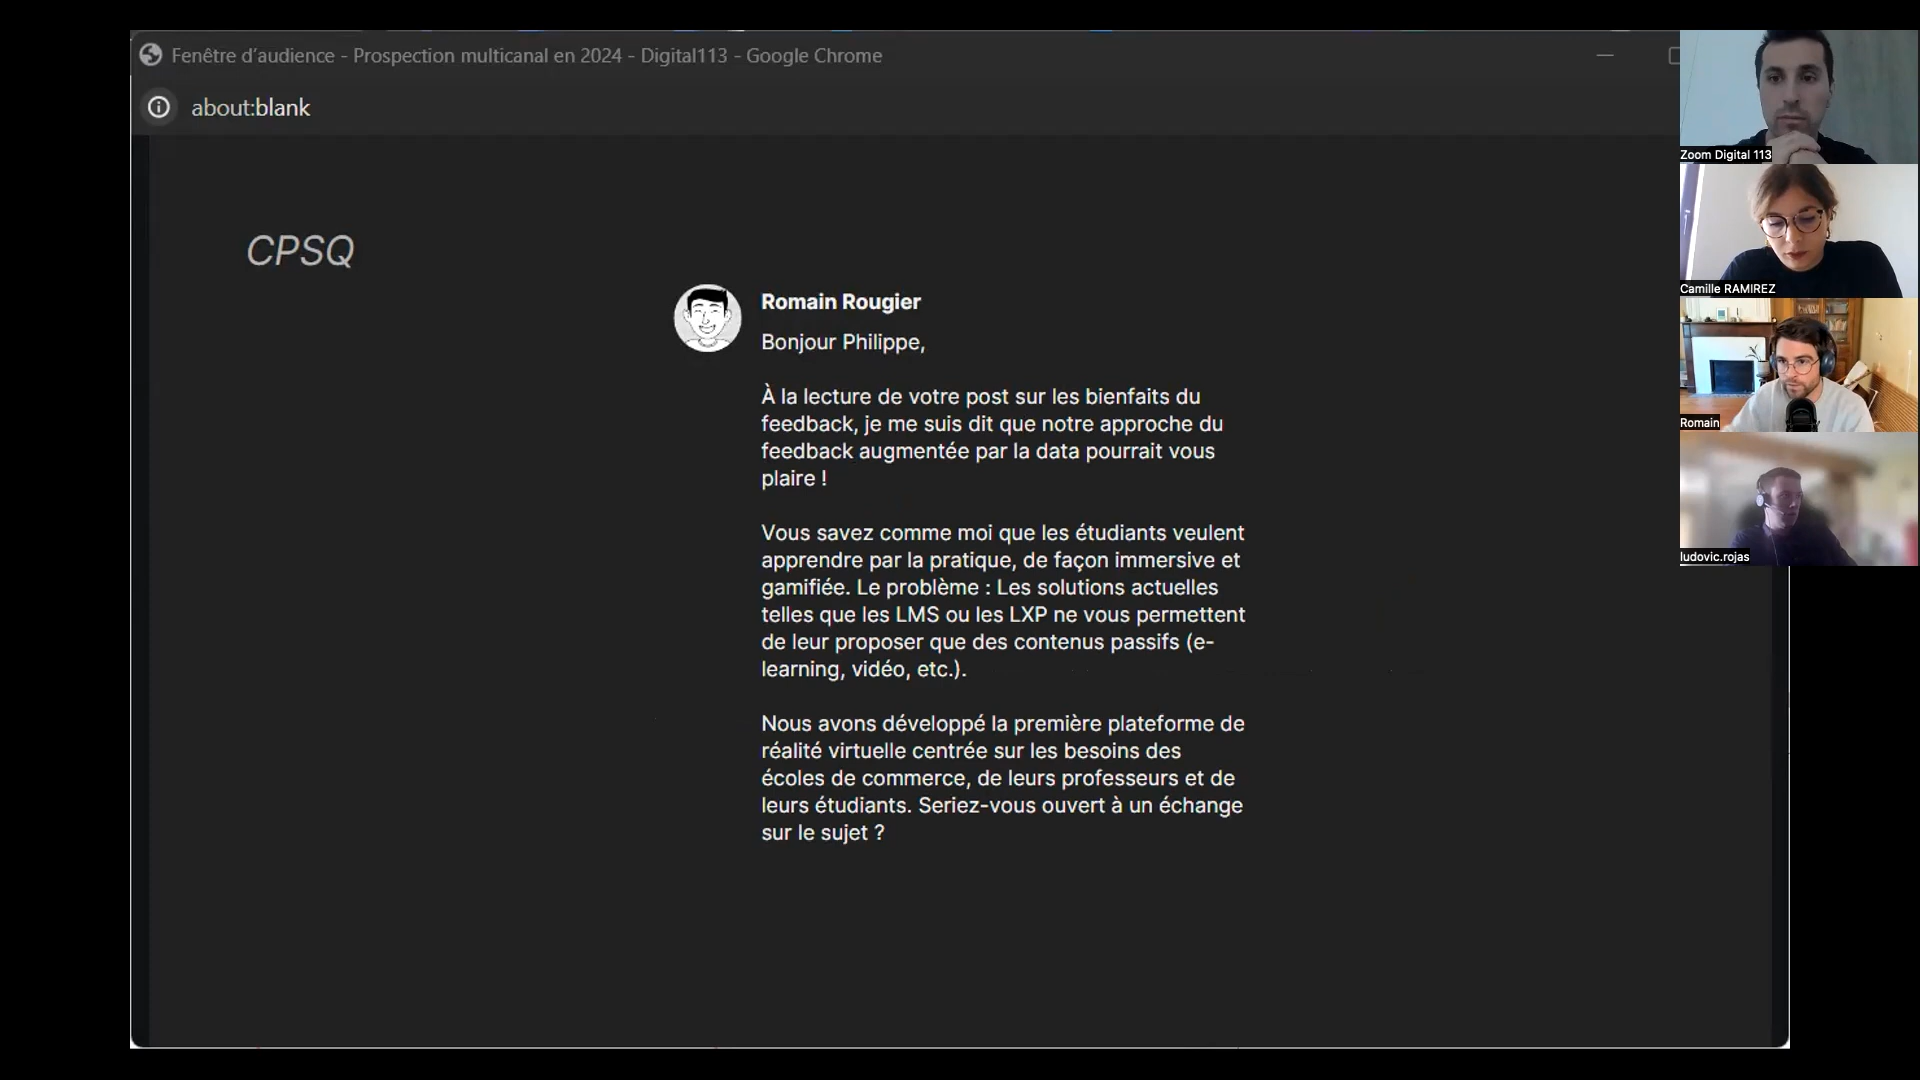 Fenêtre d'audience - Prospection multicanal en 2024 - Digital113 - Google Chrome
about:blank
CPSQ
Romain Rougier
Bonjour Philippe,
À la lecture de votre post sur les bienfaits du
feedback, je me suis dit que notre approche du
feedback augmentée par la data pourrait vous
plaire !
Vous savez comme moi que les étudiants veulent
apprendre par la pratique, de façon immersive et
gamifiée. Le problème : Les solutions actuelles
telles que les LMS ou les LXP ne vous permettent
de leur proposer que des contenus passifs (e-
learning, vidéo, etc.).
Nous avons développé la première plateforme de
réalité virtuelle centrée sur les besoins des
écoles de commerce, de leurs professeurs et de
leurs étudiants. Seriez-vous ouvert à un échange
sur le sujet ?
Zoom Digital 113
Camille RAMIREZ
Romain
ludovic.rojas